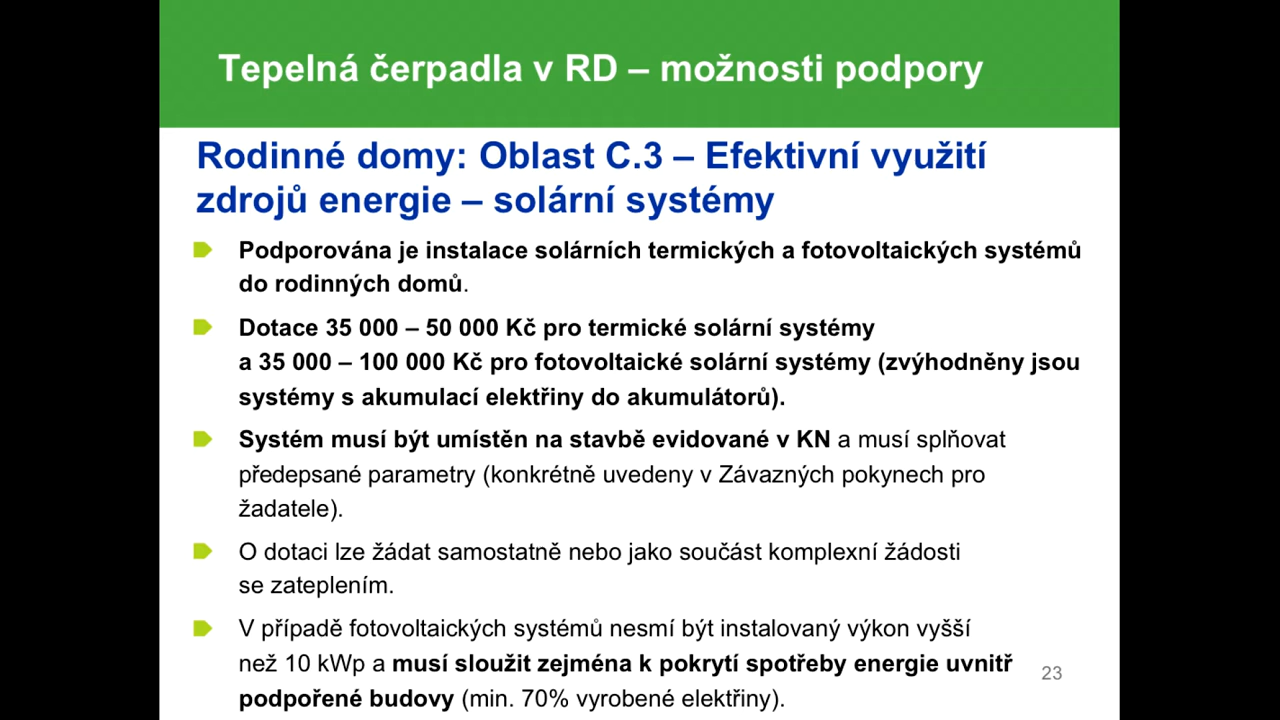 Tepelná čerpadla v RD – možnosti podpory
Rodinné domy: Oblast C.3 – Efektivní využití
zdrojů energie – solární systémy
Podporována je instalace solárních termických a fotovoltaických systémů
do rodinných domů.
Dotace 35 000 – 50 000 Kč pro termické solární systémy
a 35 000 – 100 000 Kč pro fotovoltaické solární systémy (zvýhodněny jsou
systémy s akumulací elektřiny do akumulátorů).
Systém musí být umístěn na stavbě evidované v KN a musí splňovat
předepsané parametry (konkrétně uvedeny v Závazných pokynech pro
žadatele).
O dotaci lze žádat samostatně nebo jako součást komplexní žádosti
se zateplením.
V případě fotovoltaických systémů nesmí být instalovaný výkon vyšší
než 10 kWp a musí sloužit zejména k pokrytí spotřeby energie uvnitř
podpořené budovy (min. 70% vyrobené elektřiny).
23